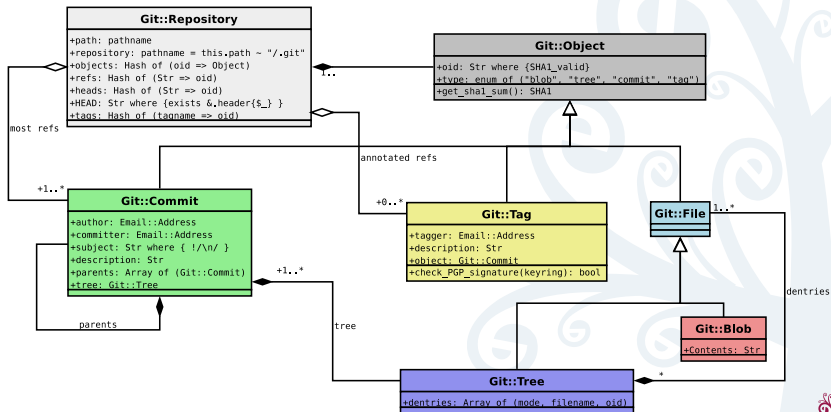 Git::Repository
+path: pathname
+repository: pathname = this.path ~ "/.git"
+objects: Hash of (oid => Object)
+refs: Hash of (Str => oid)
+heads: Hash of (Str => oid)
+HEAD: Str where {exists &.header{$_} }
+tags: Hash of (tagname => oid)
Git::Object
+oid: Str where {SHA1_valid}
+type: enum of ("blob", "tree", "commit", "tag")
+get_sha1_sum(): SHA1
1..
most refs
annotated refs
+1..*
+0..*
Git::Commit
+author: Email::Address
+committer: Email::Address
+subject: Str where { !/\n/ }
+description: Str
+parents: Array of (Git::Commit)
+tree: Git::Tree
parents
+1..*
tree
Git::Tag
+tagger: Email::Address
+description: Str
+object: Git::Commit
+check_PGP_signature(keyring): bool
Git::File
1..*
dentries
Git::Blob
+Contents: Str
Git::Tree
+dentries: Array of (mode, filename, oid)
*